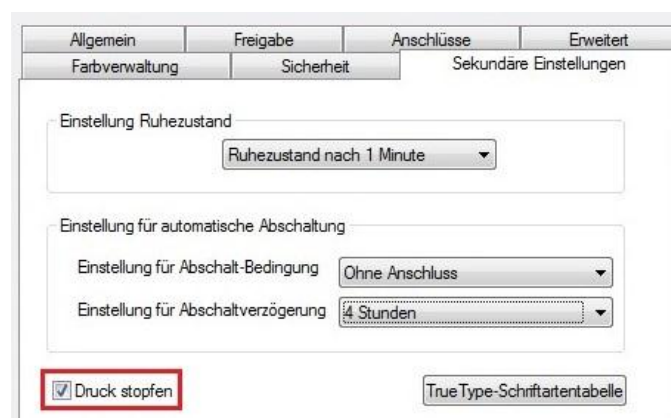 Allgemein Freigabe Anschlüsse Erweitert
Farbverwaltung Sicherheit Sekundäre Einstellungen
Einstellung Ruhezustand
Ruhezustand nach 1 Minute
Einstellung für automatische Abschaltung
Einstellung für Abschalt-Bedingung Ohne Anschluss
Einstellung für Abschaltverzögerung 4 Stunden
Druck stopfen TrueType-Schriftartentabelle